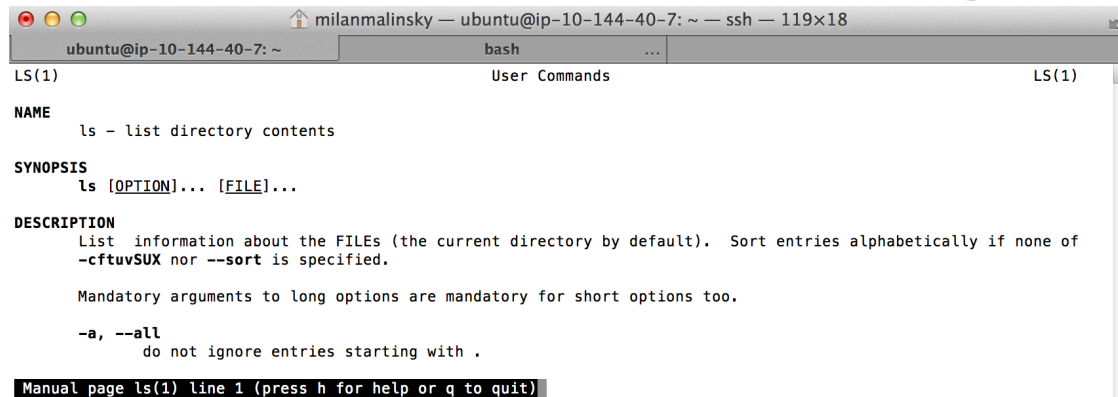 milanmalinsky — ubuntu@ip-10-144-40-7: ~ — ssh — 119×18
ubuntu@ip-10-144-40-7: ~ bash ...
LS(1) User Commands LS(1)
NAME
ls - list directory contents
SYNOPSIS
ls [OPTION]... [FILE]...
DESCRIPTION
List information about the FILEs (the current directory by default). Sort entries alphabetically if none of
-cftuvSUX nor --sort is specified.
Mandatory arguments to long options are mandatory for short options too.
-a, --all
do not ignore entries starting with .
Manual page ls(1) line 1 (press h for help or q to quit)